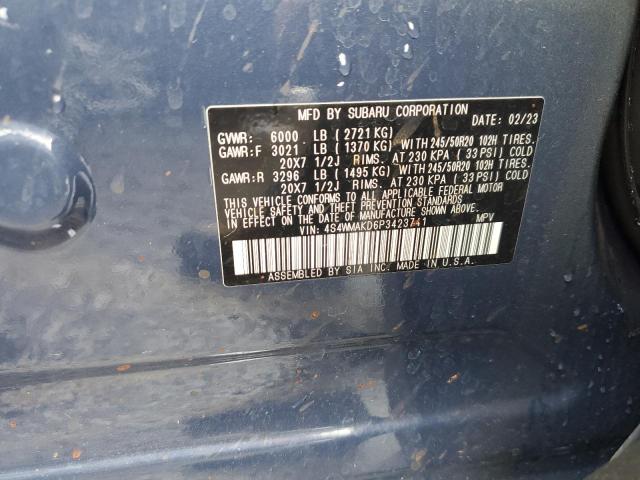 MFD BY SUBARU CORPORATION
DATE: 02/23
GVWR: 6000 LB (2721 KG)
GAWR:F 3021 LB (1370 KG) WITH 245/50R20 102H TIRES.
20X7 1/2J RIMS. AT 230 KPA (33 PSI) COLD
GAWR:R 3296 LB (1495 KG) WITH 245/50R20 102H TIRES.
20X7 1/2J RIMS. AT 230 KPA (33 PSI) COLD
THIS VEHICLE CONFORMS TO ALL APPLICABLE FEDERAL MOTOR
VEHICLE SAFETY AND THEFT PREVENTION STANDARDS
IN EFFECT ON THE DATE OF MANUFACTURE SHOWN ABOVE.
VIN: 4S4WMAKD6P3423741 MPV
ASSEMBLED BY SIA INC. MADE IN U.S.A.